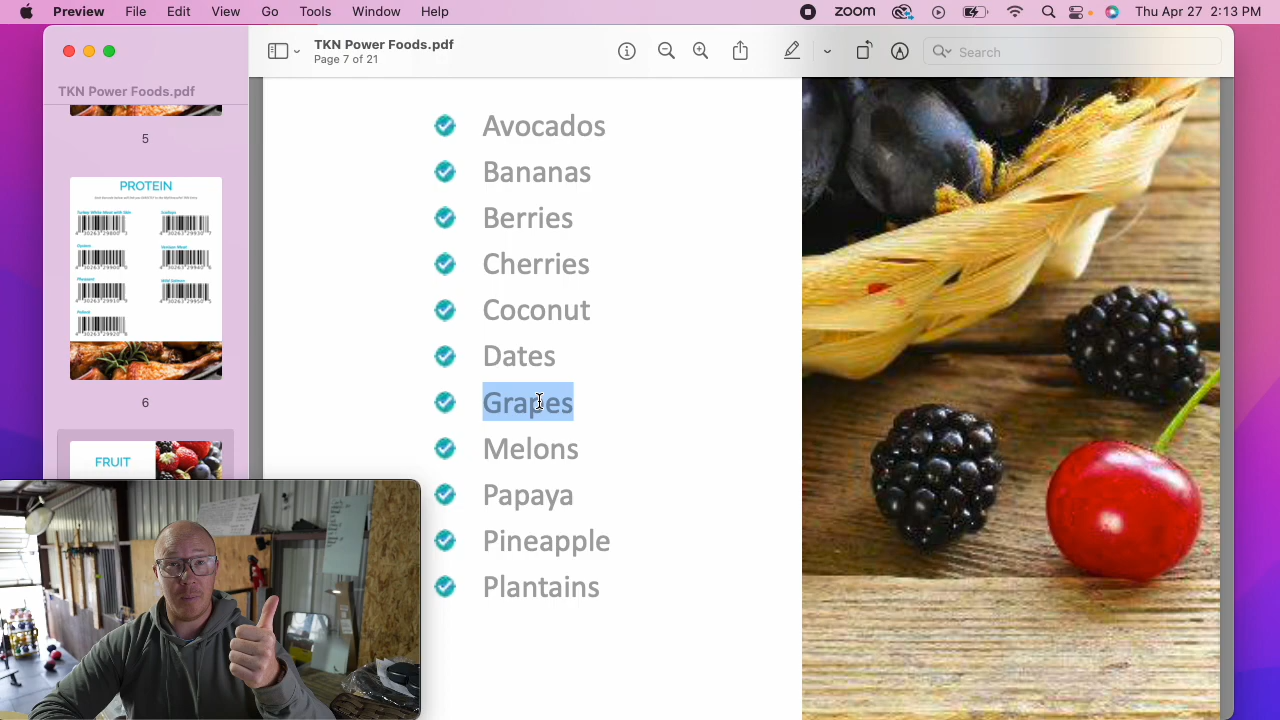 Preview File Edit View Go Tools Window Help zoom Thu Apr 27 2:13 PM
TKN Power Foods.pdf
Page 7 of 21
Search
TKN Power Foods.pdf
5
PROTEIN
6
FRUIT
Avocados
Bananas
Berries
Cherries
Coconut
Dates
Grapes
Melons
Papaya
Pineapple
Plantains